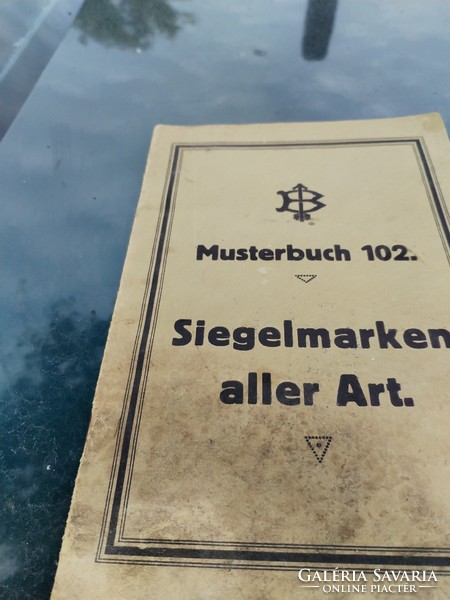 B
Musterbuch 102.
Siegelmarken
aller Art.
GALÉRIA SAVARIA
ONLINE PIACTÉR